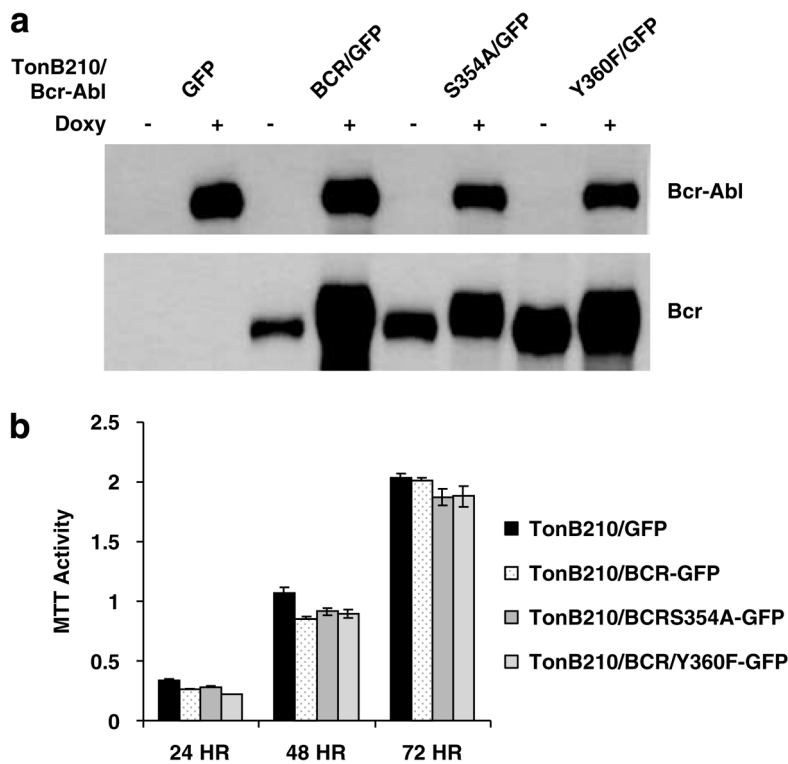 a
TonB210/
Bcr-Abl
GFP
BCR/GFP
S354A/GFP
Y360F/GFP
Doxy - + - + - + - +
Bcr-Abl
Bcr
b
MTT Activity
2.5
2
1.5
1
0.5
0
24 HR 48 HR 72 HR
TonB210/GFP
TonB210/BCR-GFP
TonB210/BCRS354A-GFP
TonB210/BCR/Y360F-GFP